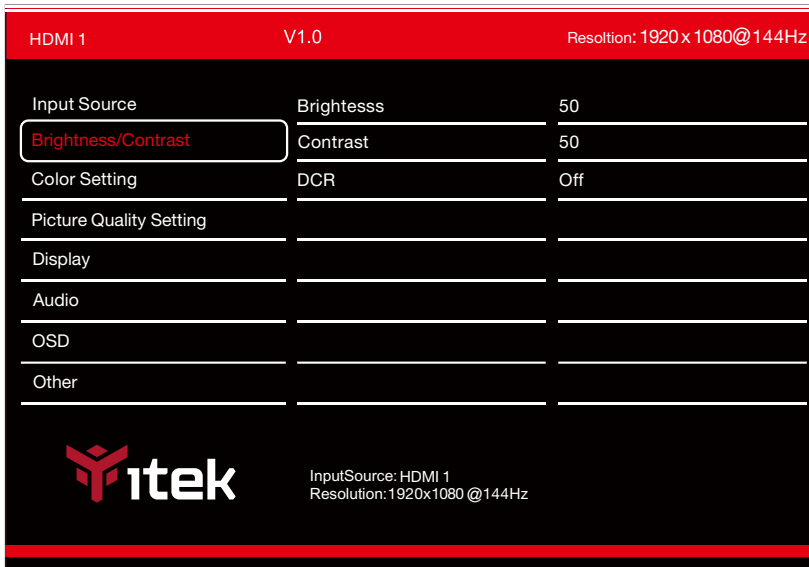 HDMI 1 V1.0 Resoltion: 1920 x 1080@144Hz
Input Source Brightesss 50
Brightness/Contrast Contrast 50
Color Setting DCR Off
Picture Quality Setting
Display
Audio
OSD
Other
itek
InputSource: HDMI 1
Resolution:1920x1080 @144Hz